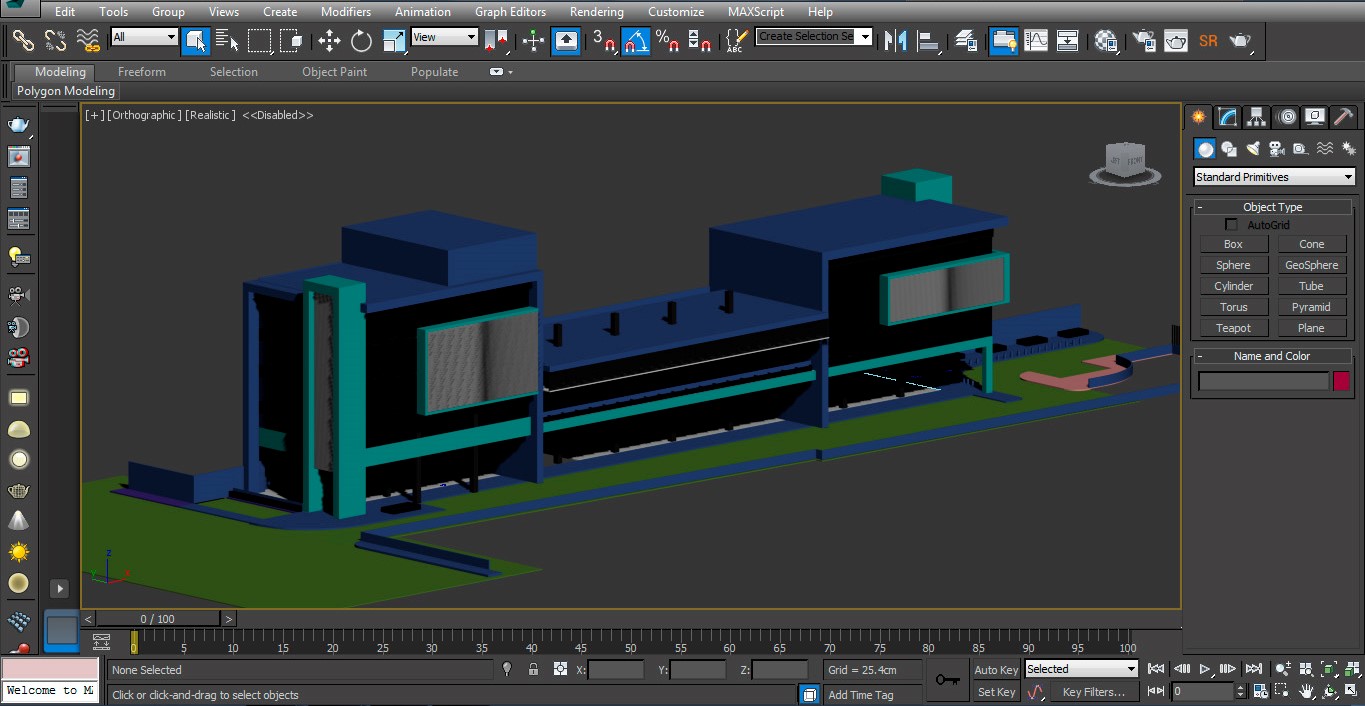 Edit Tools Group Views Create Modifiers Animation Graph Editors Rendering Customize MAXScript Help
All View 3 % ABC Create Selection Se SR
Modeling Freeform Selection Object Paint Populate
Polygon Modeling
[+] [Orthographic] [Realistic] <<Disabled>>
FRONT
Standard Primitives
- Object Type
AutoGrid
Box Cone
Sphere GeoSphere
Cylinder Tube
Torus Pyramid
Teapot Plane
- Name and Color
z
x
y
< 0 / 100 >
0 5 10 15 20 25 30 35 40 45 50 55 60 65 70 75 80 85 90 95 100
None Selected X: Y: Z: Grid = 25.4cm Auto Key Selected
Welcome to M
Click or click-and-drag to select objects Add Time Tag Set Key Key Filters... 0